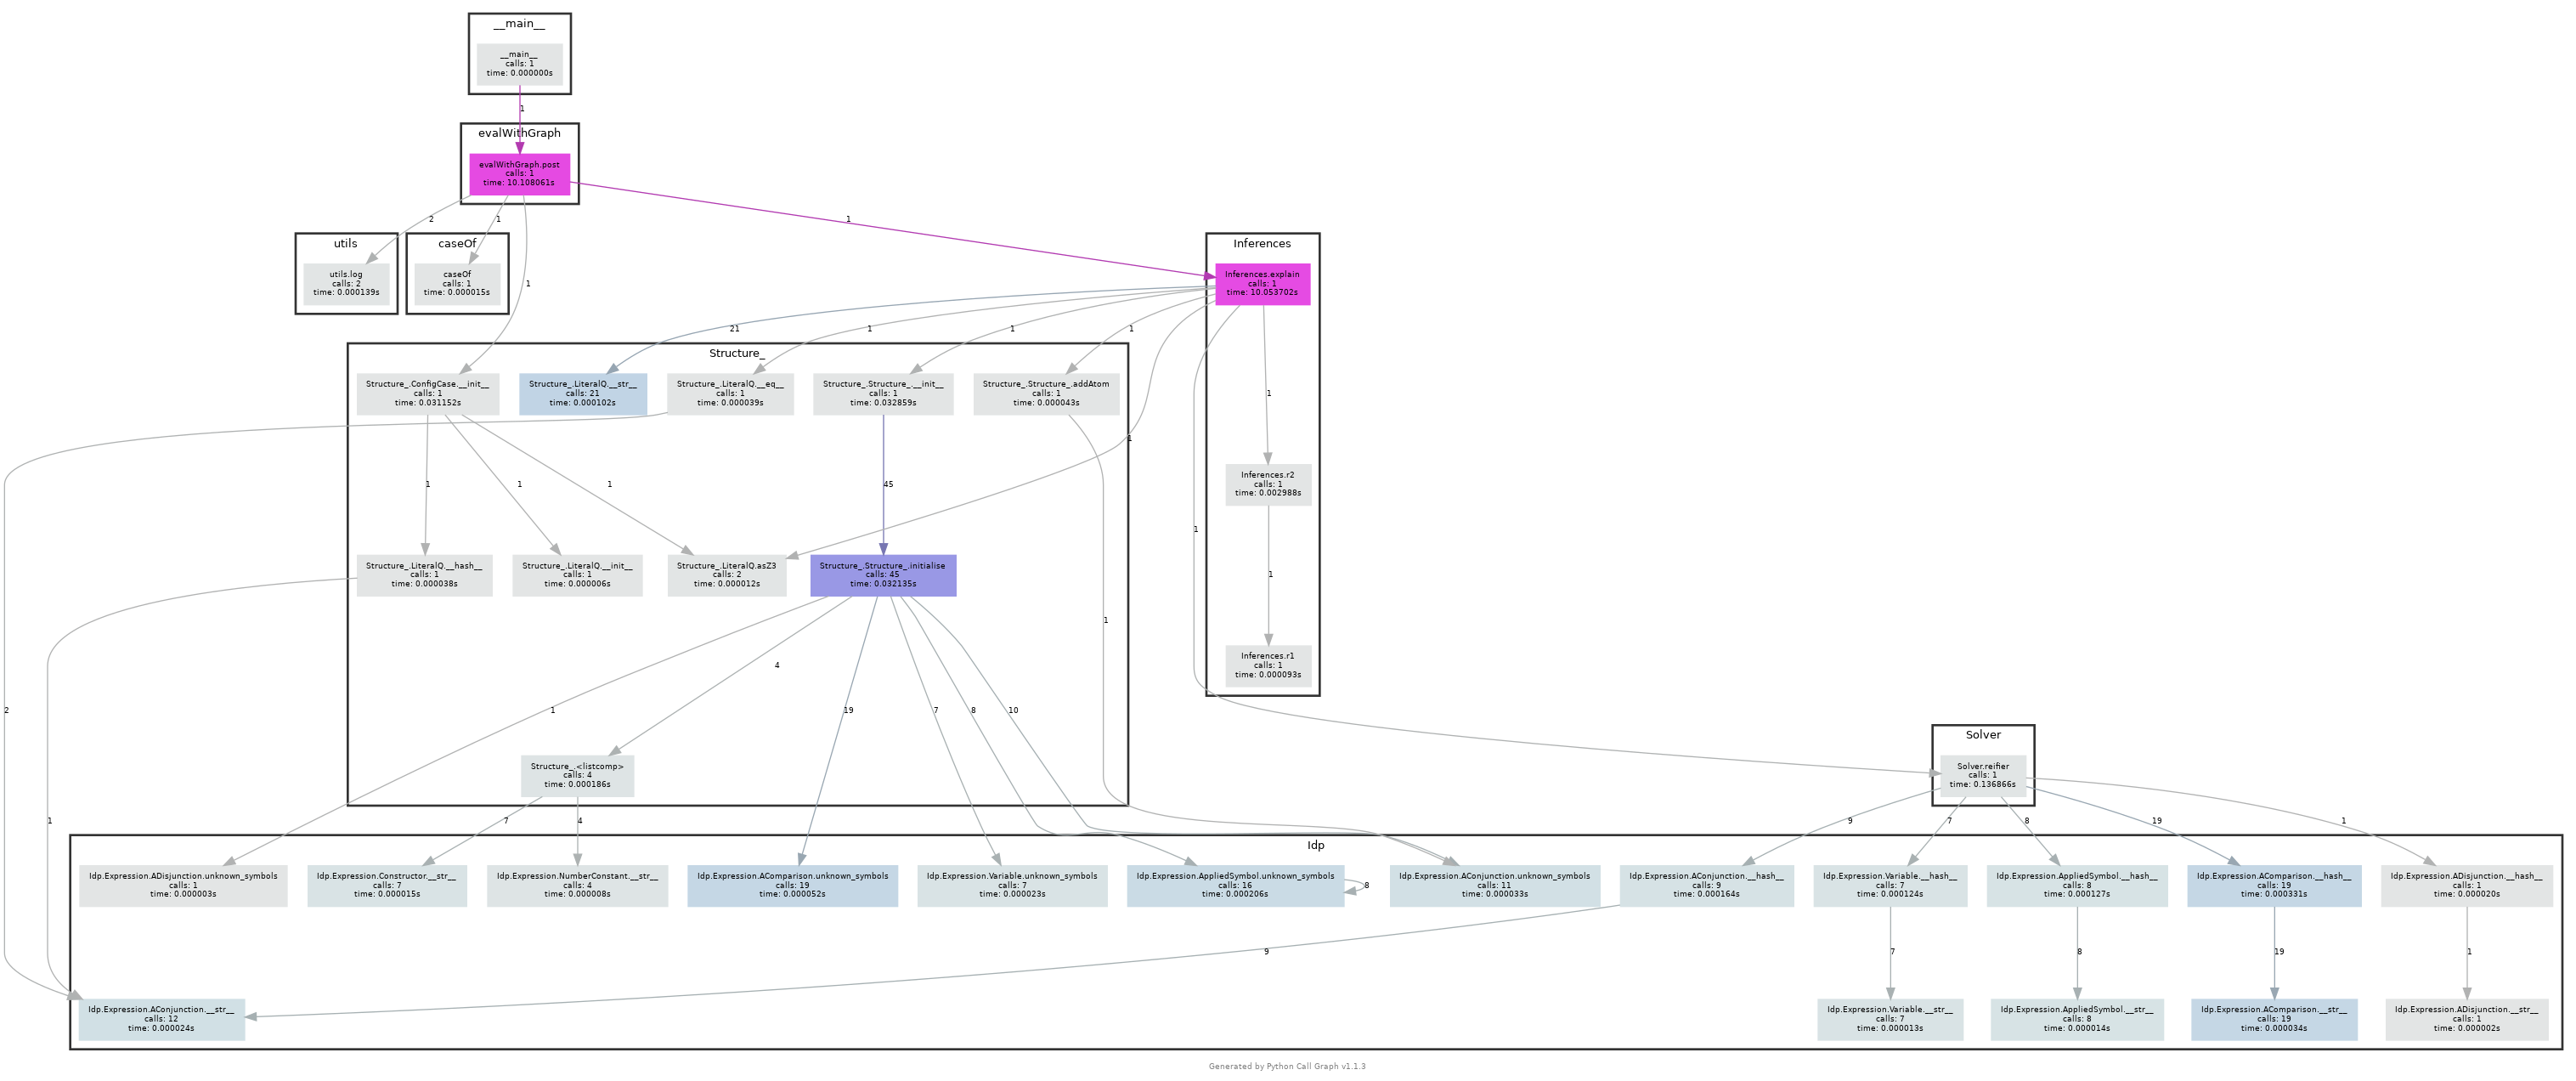 __main__
__main__
calls: 1
time: 0.000000s
1
evalWithGraph
evalWithGraph.post
calls: 1
time: 10.108061s
2
1
1
1
utils
utils.log
calls: 2
time: 0.000139s
caseOf
caseOf
calls: 1
time: 0.000015s
Inferences
Inferences.explain
calls: 1
time: 10.053702s
21
1
1
1
1
1
1
Structure_
Structure_.ConfigCase.__init__
calls: 1
time: 0.031152s
Structure_.LiteralQ.__str__
calls: 21
time: 0.000102s
Structure_.LiteralQ.__eq__
calls: 1
time: 0.000039s
Structure_.Structure_.__init__
calls: 1
time: 0.032859s
Structure_.Structure_.addAtom
calls: 1
time: 0.000043s
1
1
1
45
Inferences.r2
calls: 1
time: 0.002988s
Structure_.LiteralQ.__hash__
calls: 1
time: 0.000038s
Structure_.LiteralQ.__init__
calls: 1
time: 0.000006s
Structure_.LiteralQ.asZ3
calls: 2
time: 0.000012s
Structure_.Structure_.initialise
calls: 45
time: 0.032135s
1
1
Inferences.r1
calls: 1
time: 0.000093s
4
2
1
19
7
8
10
Solver
Structure_.<listcomp>
calls: 4
time: 0.000186s
Solver.reifier
calls: 1
time: 0.136866s
1
7
4
9
7
8
19
1
Idp
Idp.Expression.ADisjunction.unknown_symbols
calls: 1
time: 0.000003s
Idp.Expression.Constructor.__str__
calls: 7
time: 0.000015s
Idp.Expression.NumberConstant.__str__
calls: 4
time: 0.000008s
Idp.Expression.AComparison.unknown_symbols
calls: 19
time: 0.000052s
Idp.Expression.Variable.unknown_symbols
calls: 7
time: 0.000023s
Idp.Expression.AppliedSymbol.unknown_symbols
calls: 16
time: 0.000206s
8
Idp.Expression.AConjunction.unknown_symbols
calls: 11
time: 0.000033s
Idp.Expression.AConjunction.__hash__
calls: 9
time: 0.000164s
Idp.Expression.Variable.__hash__
calls: 7
time: 0.000124s
Idp.Expression.AppliedSymbol.__hash__
calls: 8
time: 0.000127s
Idp.Expression.AComparison.__hash__
calls: 19
time: 0.000331s
Idp.Expression.ADisjunction.__hash__
calls: 1
time: 0.000020s
9
7
8
19
1
Idp.Expression.AConjunction.__str__
calls: 12
time: 0.000024s
Idp.Expression.Variable.__str__
calls: 7
time: 0.000013s
Idp.Expression.AppliedSymbol.__str__
calls: 8
time: 0.000014s
Idp.Expression.AComparison.__str__
calls: 19
time: 0.000034s
Idp.Expression.ADisjunction.__str__
calls: 1
time: 0.000002s
Generated by Python Call Graph v1.1.3